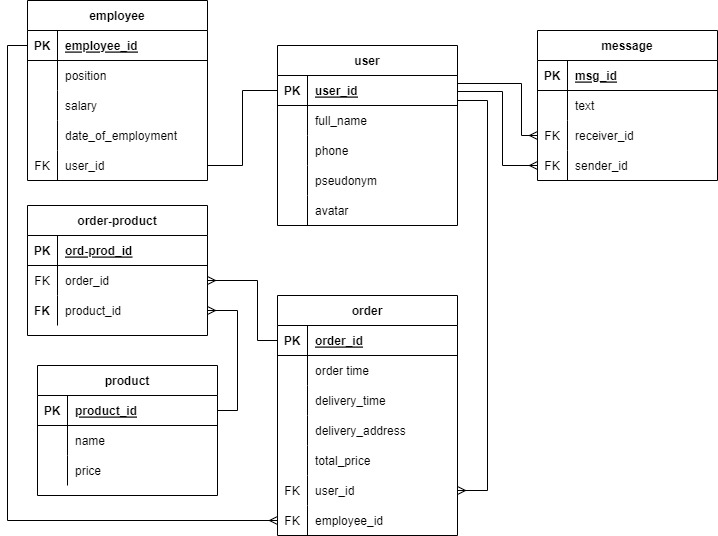 employee
PK employee_id
position
salary
date_of_employment
FK user_id
user
PK user_id
full_name
phone
pseudonym
avatar
message
PK msg_id
text
FK receiver_id
FK sender_id
order-product
PK ord-prod_id
FK order_id
FK product_id
product
PK product_id
name
price
order
PK order_id
order time
delivery_time
delivery_address
total_price
FK user_id
FK employee_id